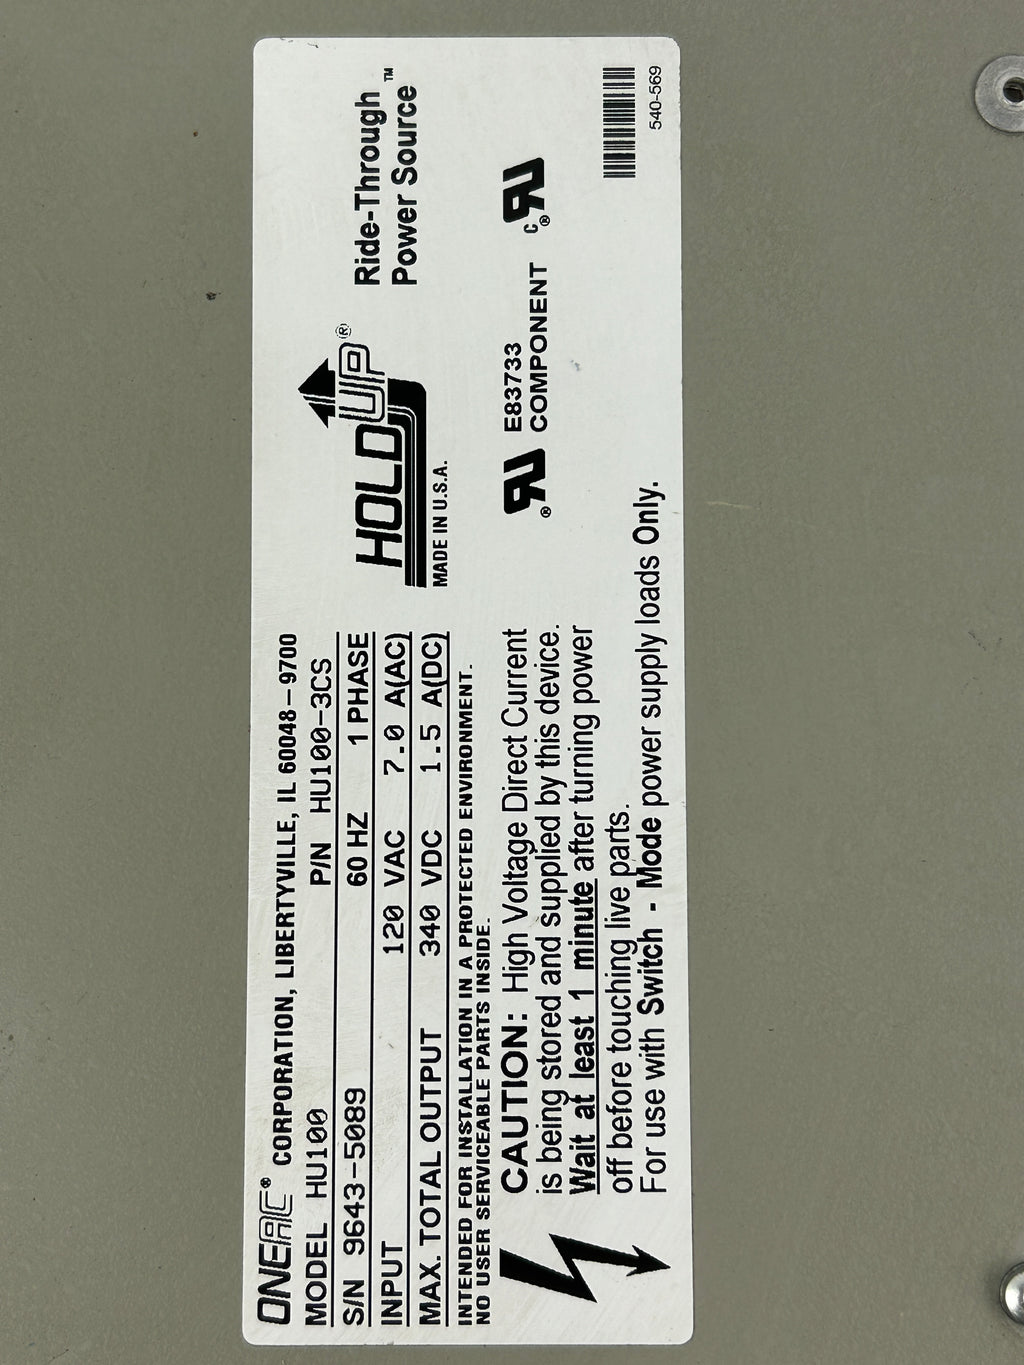 ONEAC® CORPORATION, LIBERTYVILLE, IL 60048-9700
MODEL HU100 P/N HU100-3CS
S/N 9643-5089 60 HZ 1 PHASE
INPUT 120 VAC 7.0 A(AC)
MAX. TOTAL OUTPUT 340 VDC 1.5 A(DC)
INTENDED FOR INSTALLATION IN A PROTECTED ENVIRONMENT.
NO USER SERVICEABLE PARTS INSIDE.
CAUTION: High Voltage Direct Current
is being stored and supplied by this device.
Wait at least 1 minute after turning power
off before touching live parts.
For use with Switch - Mode power supply loads Only.
HOLDUP®
MADE IN U.S.A.
Ride-Through
Power Source™
RU® E83733
COMPONENT
C RU®
540-569